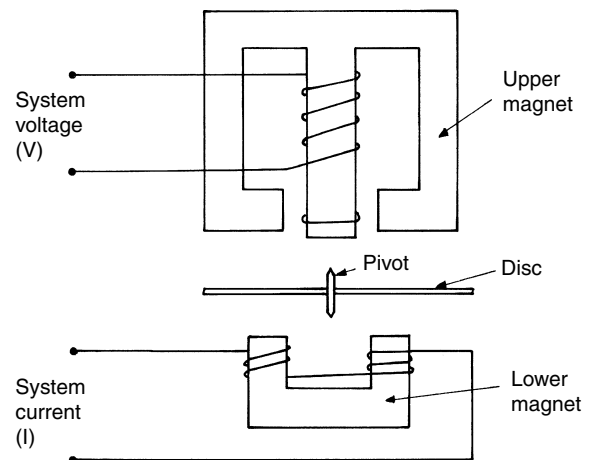 System
voltage
(V)
Upper
magnet
Pivot
Disc
System
current
(I)
Lower
magnet